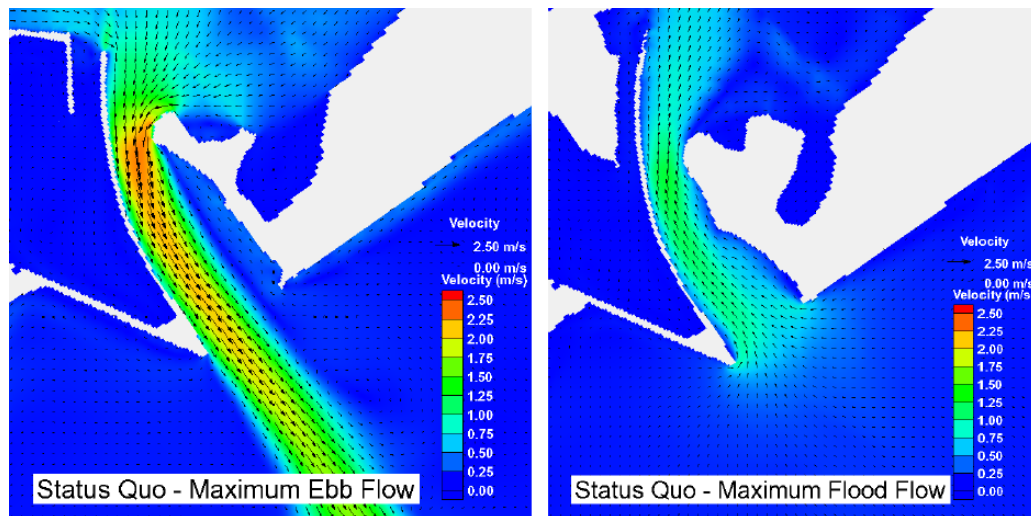 Velocity
2.50 m/s
0.00 m/s
Velocity (m/s)
2.50
2.25
2.00
1.75
1.50
1.25
1.00
0.75
0.50
0.25
0.00
Status Quo - Maximum Ebb Flow
Velocity
2.50 m/s
0.00 m/s
Velocity (m/s)
2.50
2.25
2.00
1.75
1.50
1.25
1.00
0.75
0.50
0.25
0.00
Status Quo - Maximum Flood Flow